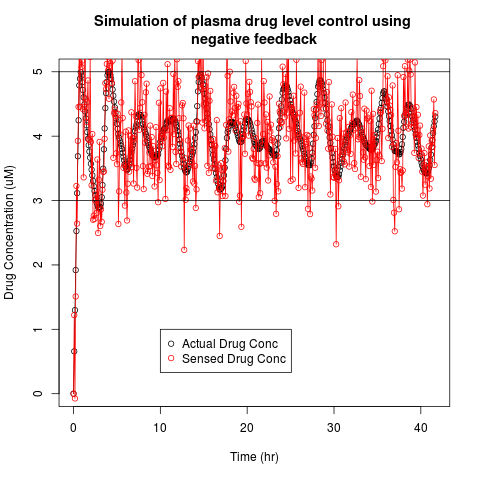 Simulation of plasma drug level control using
negative feedback
Drug Concentration (uM)
5
4
3
2
1
0
Actual Drug Conc
Sensed Drug Conc
0 10 20 30 40
Time (hr)